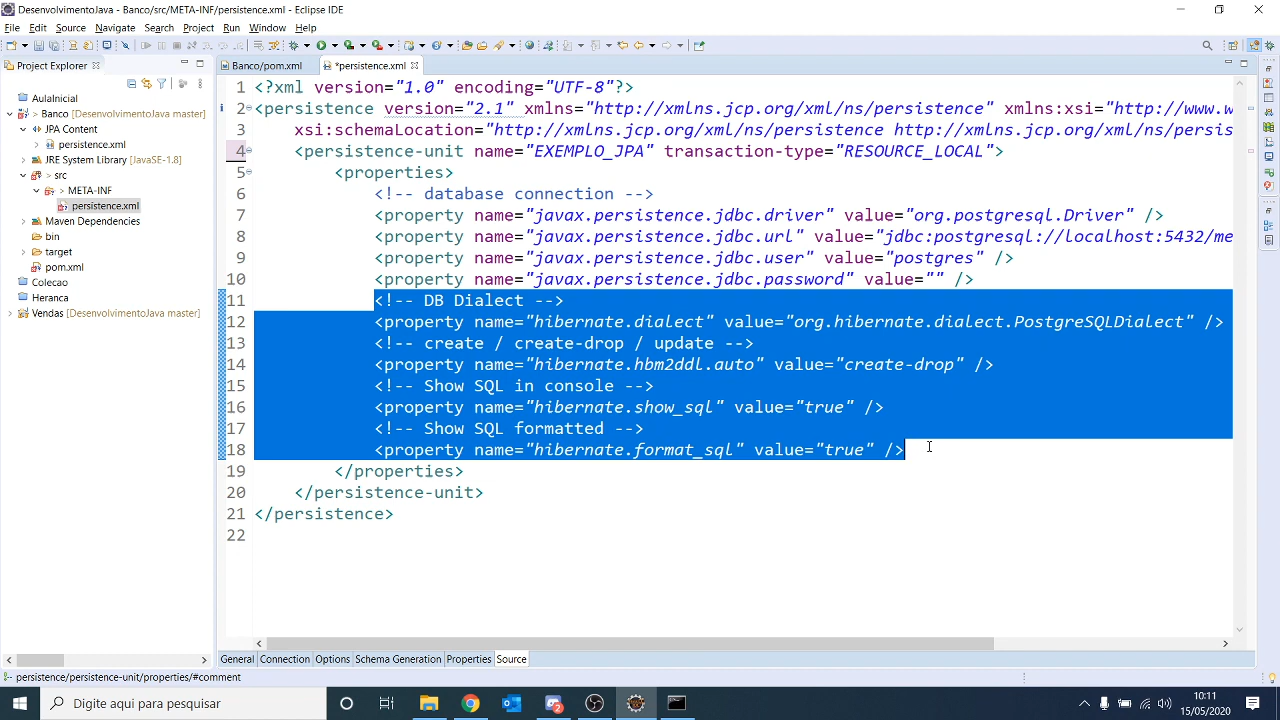 DesenvolvimentoJava - Banco/src/META-INF/persistence.xml - Eclipse IDE
File Edit Source Navigate Search Project Run Window Help
Project Explorer
Banco/pom.xml
*persistence.xml
AulaInicial
> Banco [DesenvolvimentoJava master]
JPA Content
persistence.xml
JRE System Library [JavaSE-1.8]
> src
> META-INF
persistence.xml
Maven Dependencies
bin
target
pom.xml
Colecao
Heranca
> Vendas [DesenvolvimentoJava master]
1 <?xml version="1.0" encoding="UTF-8"?>
2 <persistence version="2.1" xmlns="http://xmlns.jcp.org/xml/ns/persistence" xmlns:xsi="http://www.w
3 xsi:schemaLocation="http://xmlns.jcp.org/xml/ns/persistence http://xmlns.jcp.org/xml/ns/persis
4 <persistence-unit name="EXEMPLO_JPA" transaction-type="RESOURCE_LOCAL">
5 <properties>
6 <!-- database connection -->
7 <property name="javax.persistence.jdbc.driver" value="org.postgresql.Driver" />
8 <property name="javax.persistence.jdbc.url" value="jdbc:postgresql://localhost:5432/me
9 <property name="javax.persistence.jdbc.user" value="postgres" />
10 <property name="javax.persistence.jdbc.password" value="" />
11 <!-- DB Dialect -->
12 <property name="hibernate.dialect" value="org.hibernate.dialect.PostgreSQLDialect" />
13 <!-- create / create-drop / update -->
14 <property name="hibernate.hbm2ddl.auto" value="create-drop" />
15 <!-- Show SQL in console -->
16 <property name="hibernate.show_sql" value="true" />
17 <!-- Show SQL formatted -->
18 <property name="hibernate.format_sql" value="true" />
19 </properties>
20 </persistence-unit>
21 </persistence>
22
General Connection Options Schema Generation Properties Source
persistence/persistence-unit/properties/#comment
Digite aqui para pesquisar
10:11
15/05/2020